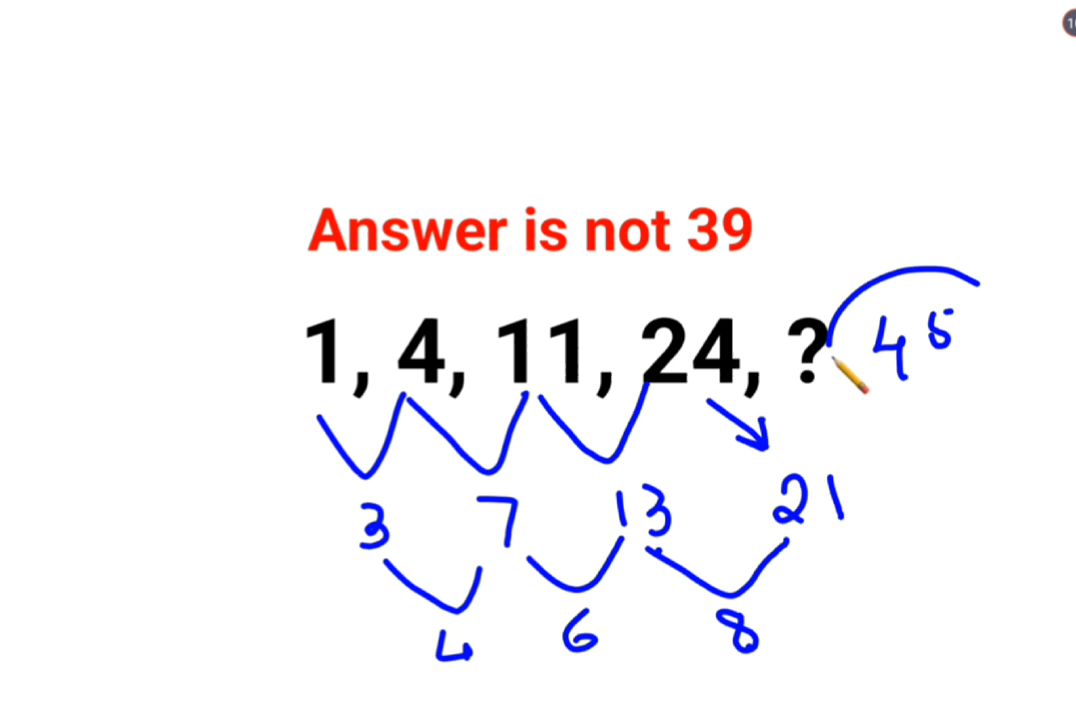 Answer is not 39
1, 4, 11, 24, ? 45
3 7 13 21
4 6 8